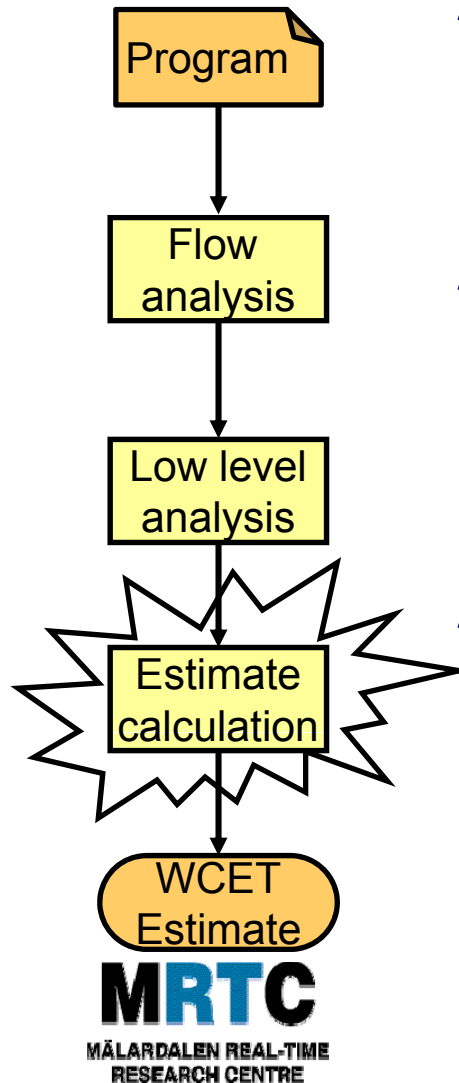 Program
Flow
analysis
Low level
analysis
Estimate
calculation
WCET
Estimate
MRTC
MÄLARDALEN REAL-TIME
RESEARCH CENTRE